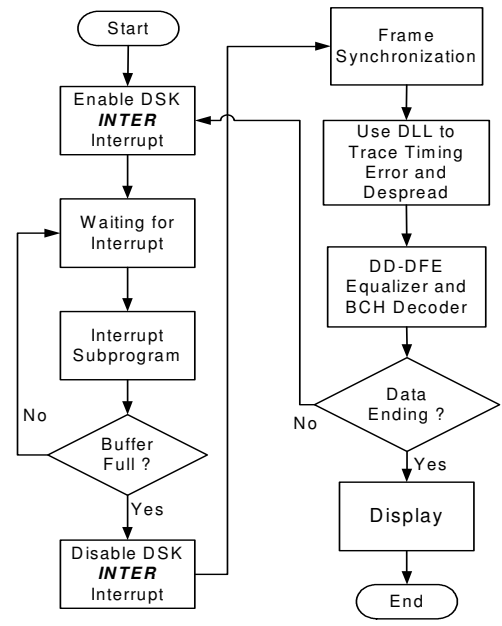 Start
Enable DSK
INTER
Interrupt
Waiting for
Interrupt
Interrupt
Subprogram
No
Buffer
Full ?
Yes
Disable DSK
INTER
Interrupt
Frame
Synchronization
Use DLL to
Trace Timing
Error and
Despread
DD-DFE
Equalizer and
BCH Decoder
Data
Ending ?
No
Yes
Display
End